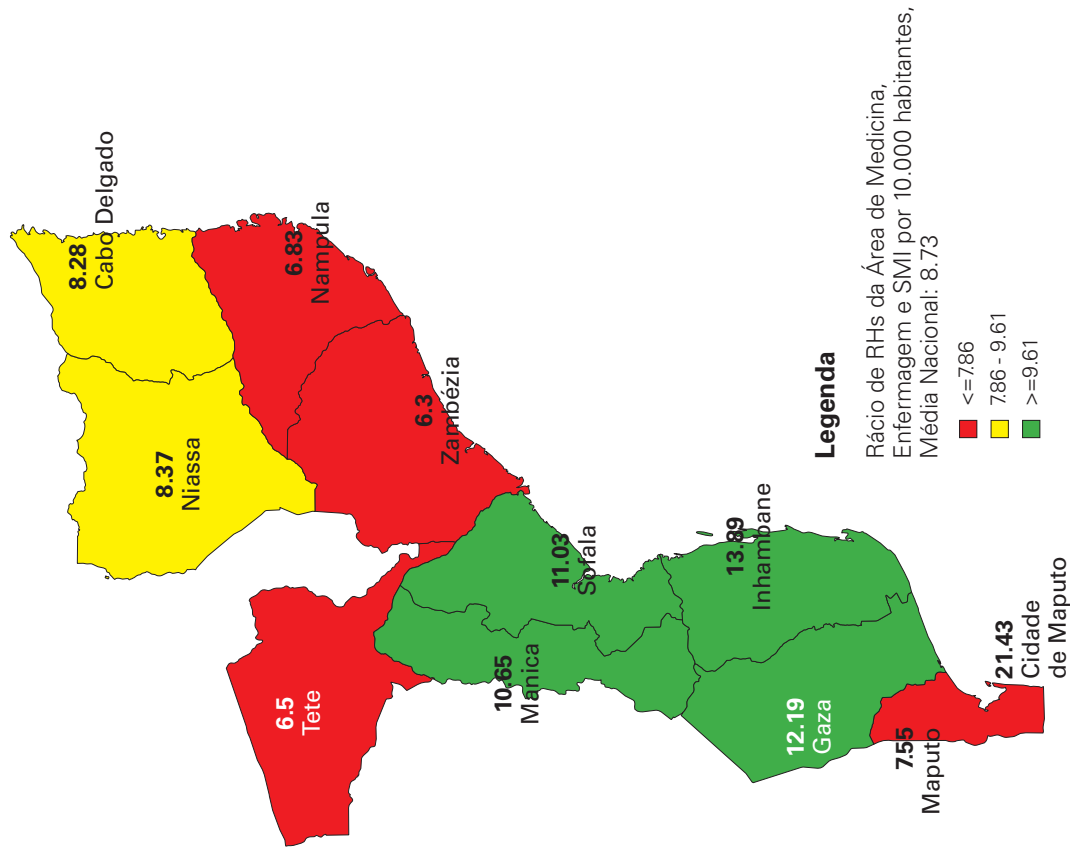 8.28
Cabo Delgado
6.83
Nampula
8.37
Niassa
6.3
Zambézia
6.5
Tete
11.03
Sofala
10.65
Manica
13.89
Inhambane
12.19
Gaza
7.55
Maputo
21.43
Cidade
de Maputo
Legenda
Rácio de RHs da Área de Medicina,
Enfermagem e SMI por 10.000 habitantes,
Média Nacional: 8.73
<=7.86
7.86 - 9.61
>=9.61